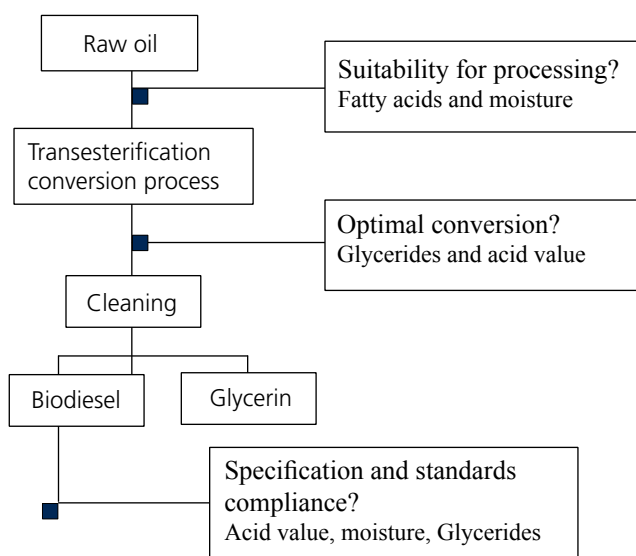 Raw oil
Suitability for processing?
Fatty acids and moisture
Transesterification
conversion process
Optimal conversion?
Glycerides and acid value
Cleaning
Biodiesel
Glycerin
Specification and standards
compliance?
Acid value, moisture, Glycerides